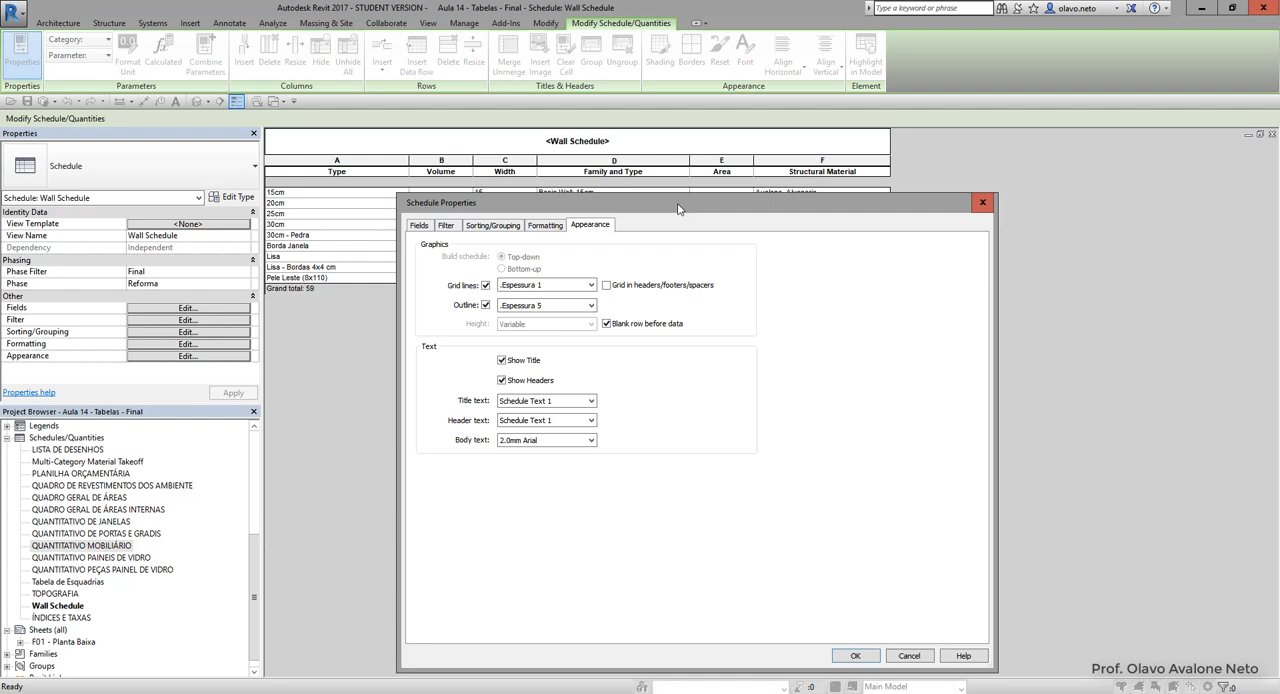 Autodesk Revit 2017 - STUDENT VERSION - Aula 14 - Tabelas - Final - Schedule: Wall Schedule
Type a keyword or phrase
olavo.neto
Architecture Structure Systems Insert Annotate Analyze Massing & Site Collaborate View Manage Add-Ins Modify Modify Schedule/Quantities
Category:
Parameter:
Properties
Format Unit
Calculated
Combine Parameters
Insert
Delete
Resize
Hide
Unhide All
Insert
Insert Data Row
Delete
Resize
Merge Unmerge
Insert Image
Clear Cell
Group
Ungroup
Shading
Borders
Reset
Font
Align Horizontal
Align Vertical
Highlight in Model
Properties Parameters Columns Rows Titles & Headers Appearance Element
Modify Schedule/Quantities
Properties
Schedule
Schedule: Wall Schedule
Edit Type
Identity Data
View Template <None>
View Name Wall Schedule
Dependency Independent
Phasing
Phase Filter Final
Phase Reforma
Other
Fields Edit...
Filter Edit...
Sorting/Grouping Edit...
Formatting Edit...
Appearance Edit...
Properties help
Apply
Project Browser - Aula 14 - Tabelas - Final
Legends
Schedules/Quantities
LISTA DE DESENHOS
Multi-Category Material Takeoff
PLANILHA ORÇAMENTÁRIA
QUADRO DE REVESTIMENTOS DOS AMBIENTE
QUADRO GERAL DE ÁREAS
QUADRO GERAL DE ÁREAS INTERNAS
QUANTITATIVO DE JANELAS
QUANTITATIVO DE PORTAS E GRADIS
QUANTITATIVO MOBILIÁRIO
QUANTITATIVO PAINEIS DE VIDRO
QUANTITATIVO PEÇAS PAINEL DE VIDRO
Tabela de Esquadrias
TOPOGRAFIA
Wall Schedule
ÍNDICES E TAXAS
Sheets (all)
F01 - Planta Baixa
Families
Groups
<Wall Schedule>
A B C D E F
Type Volume Width Family and Type Area Structural Material
15cm 15 Basic Wall: 15cm
20cm
25cm
30cm
30cm - Pedra
Borda Janela
Lisa
Lisa - Bordas 4x4 cm
Pele Leste (8x110)
Grand total: 59
Schedule Properties
Fields Filter Sorting/Grouping Formatting Appearance
Graphics
Build schedule: Top-down
Bottom-up
Grid lines: .Espessura 1 Grid in headers/footers/spacers
Outline: .Espessura 5
Height: Variable Blank row before data
Text
Show Title
Show Headers
Title text: Schedule Text 1
Header text: Schedule Text 1
Body text: 2.0mm Arial
OK Cancel Help
Prof. Olavo Avalone Neto
Ready
:0
Main Model
:0